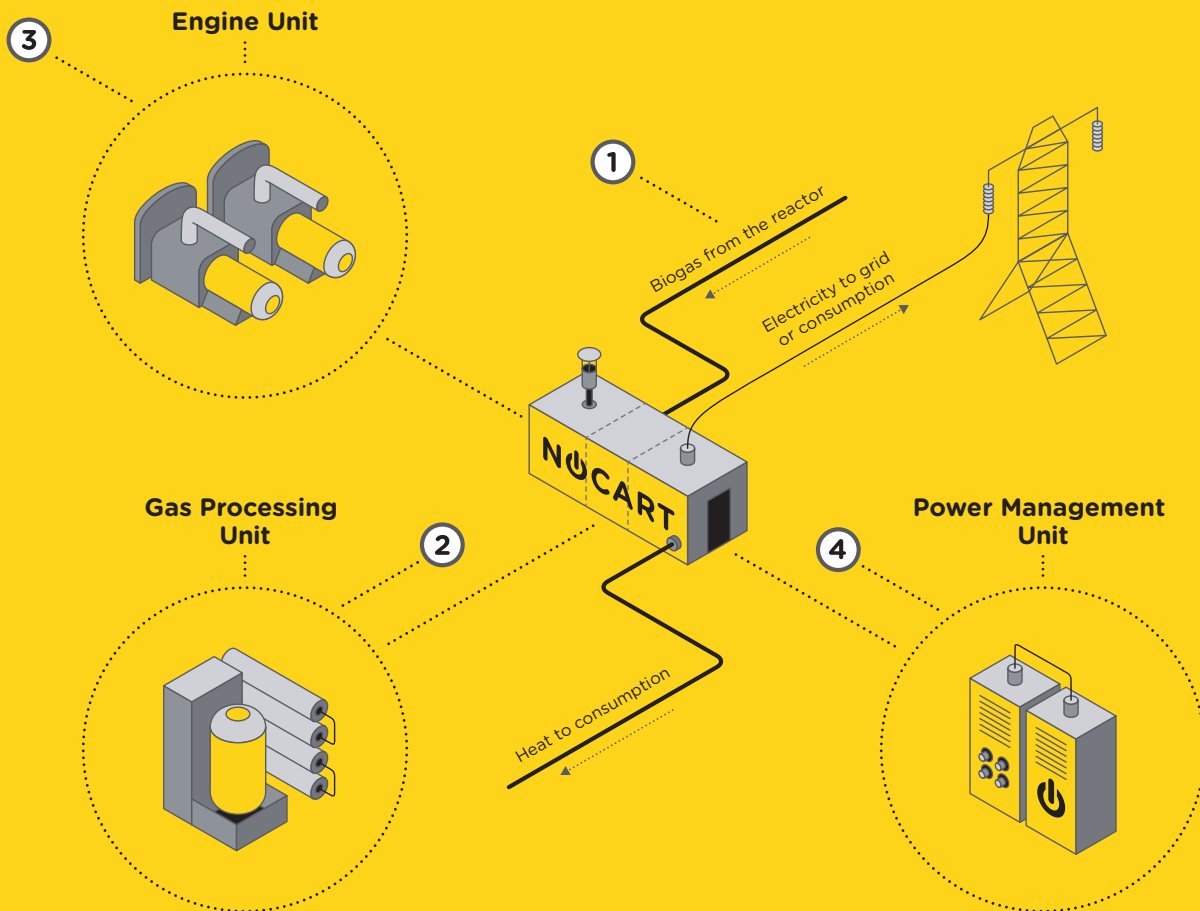 Engine Unit
3
1
Biogas from the reactor
Electricity to grid
or consumption
NOCART
Gas Processing
Unit
2
Power Management
Unit
4
Heat to consumption